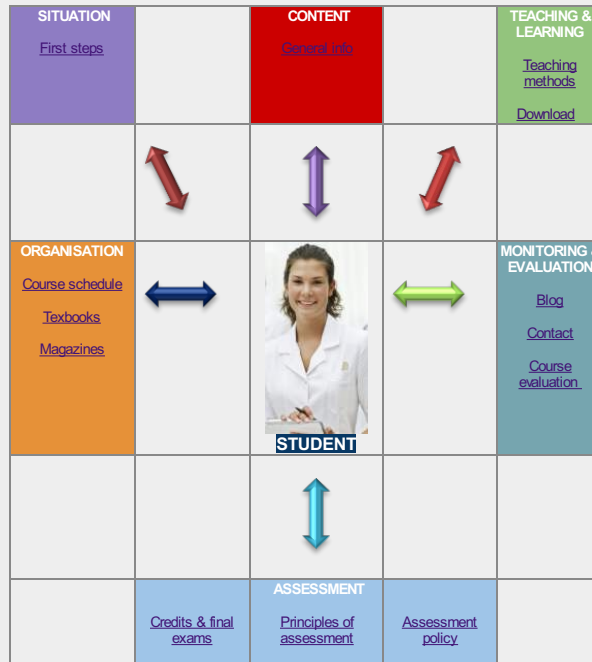 SITUATION
First steps
CONTENT
General info
TEACHING &
LEARNING
Teaching
methods
Download
ORGANISATION
Course schedule
Texbooks
Magazines
STUDENT
MONITORING
EVALUATION
Blog
Contact
Course
evaluation
ASSESSMENT
Credits & final
exams
Principles of
assessment
Assessment
policy